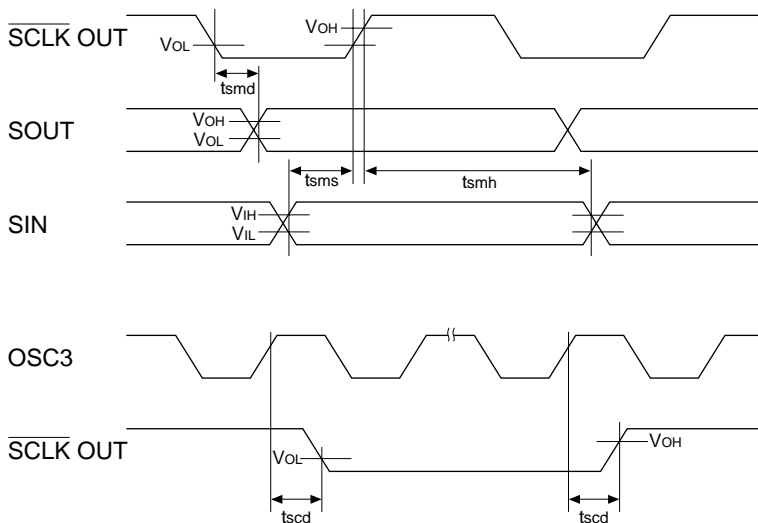 SCLK OUT
VOL
VOH
tsmd
SOUT
VOH
VOL
tsms
tsmh
SIN
VIH
VIL
OSC3
SCLK OUT
VOL
VOH
tscd
tscd